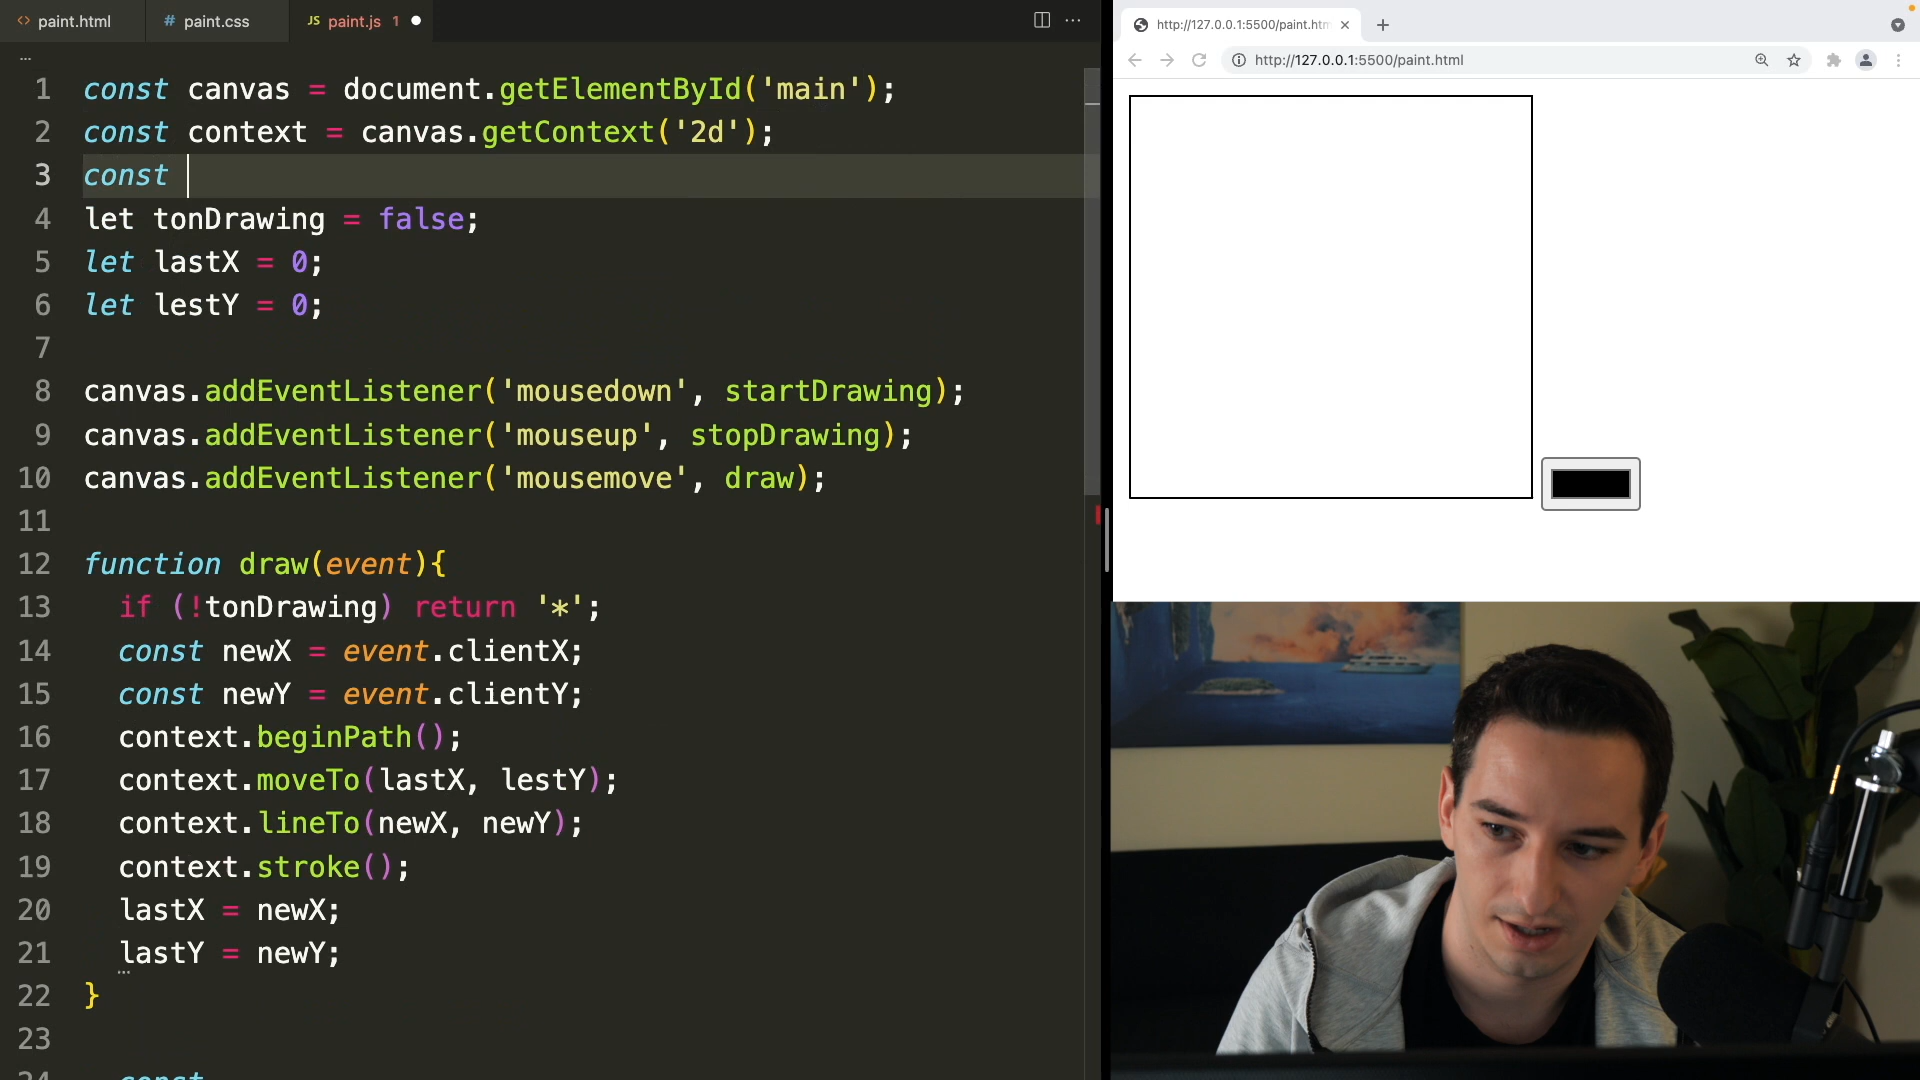 paint.html
paint.css
JS paint.js 1
1 const canvas = document.getElementById('main');
2 const context = canvas.getContext('2d');
3 const
4 let tonDrawing = false;
5 let lastX = 0;
6 let lestY = 0;
7
8 canvas.addEventListener('mousedown', startDrawing);
9 canvas.addEventListener('mouseup', stopDrawing);
10 canvas.addEventListener('mousemove', draw);
11
12 function draw(event){
13 if (!tonDrawing) return '*';
14 const newX = event.clientX;
15 const newY = event.clientY;
16 context.beginPath();
17 context.moveTo(lastX, lestY);
18 context.lineTo(newX, newY);
19 context.stroke();
20 lastX = newX;
21 lastY = newY;
22 }
23
24 const
http://127.0.0.1:5500/paint.htm
http://127.0.0.1:5500/paint.html